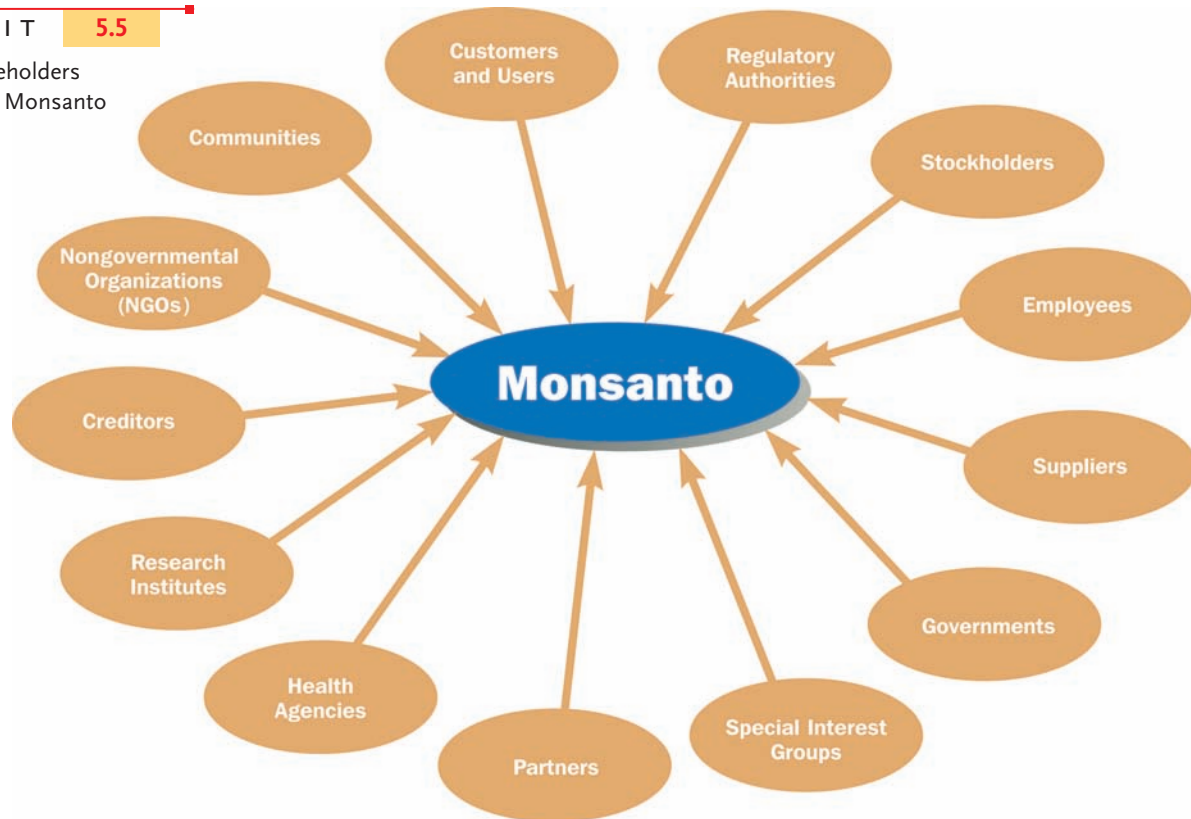 IT 5.5
eholders
Monsanto
Customers
and Users
Regulatory
Authorities
Communities
Stockholders
Nongovernmental
Organizations
(NGOs)
Employees
Monsanto
Creditors
Suppliers
Research
Institutes
Governments
Health
Agencies
Special Interest
Groups
Partners